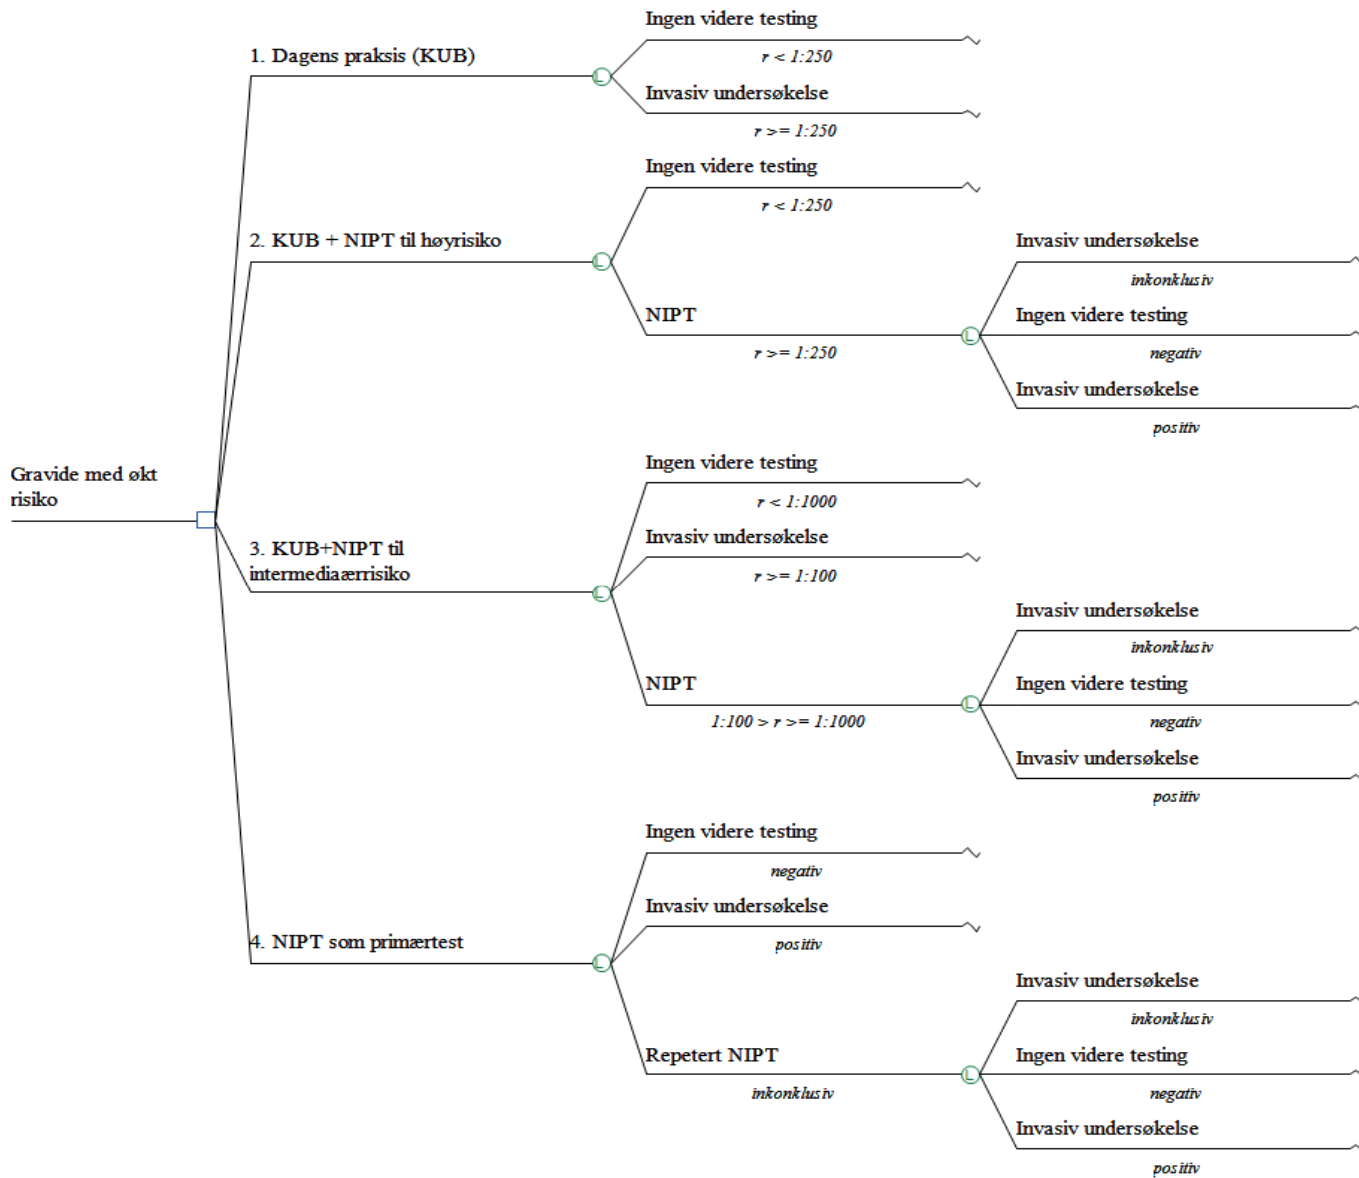 Gravide med økt
risiko
1. Dagens praksis (KUB)
Ingen videre testing
r < 1:250
Invasiv undersøkelse
r >= 1:250
2. KUB + NIPT til høyrisiko
Ingen videre testing
r < 1:250
NIPT
r >= 1:250
Invasiv undersøkelse
inkonklusiv
Ingen videre testing
negativ
Invasiv undersøkelse
positiv
3. KUB+NIPT til
intermediaærrisiko
Ingen videre testing
r < 1:1000
Invasiv undersøkelse
r >= 1:100
NIPT
1:100 > r >= 1:1000
Invasiv undersøkelse
inkonklusiv
Ingen videre testing
negativ
Invasiv undersøkelse
positiv
4. NIPT som primærtest
Ingen videre testing
negativ
Invasiv undersøkelse
positiv
Repetert NIPT
inkonklusiv
Invasiv undersøkelse
inkonklusiv
Ingen videre testing
negativ
Invasiv undersøkelse
positiv